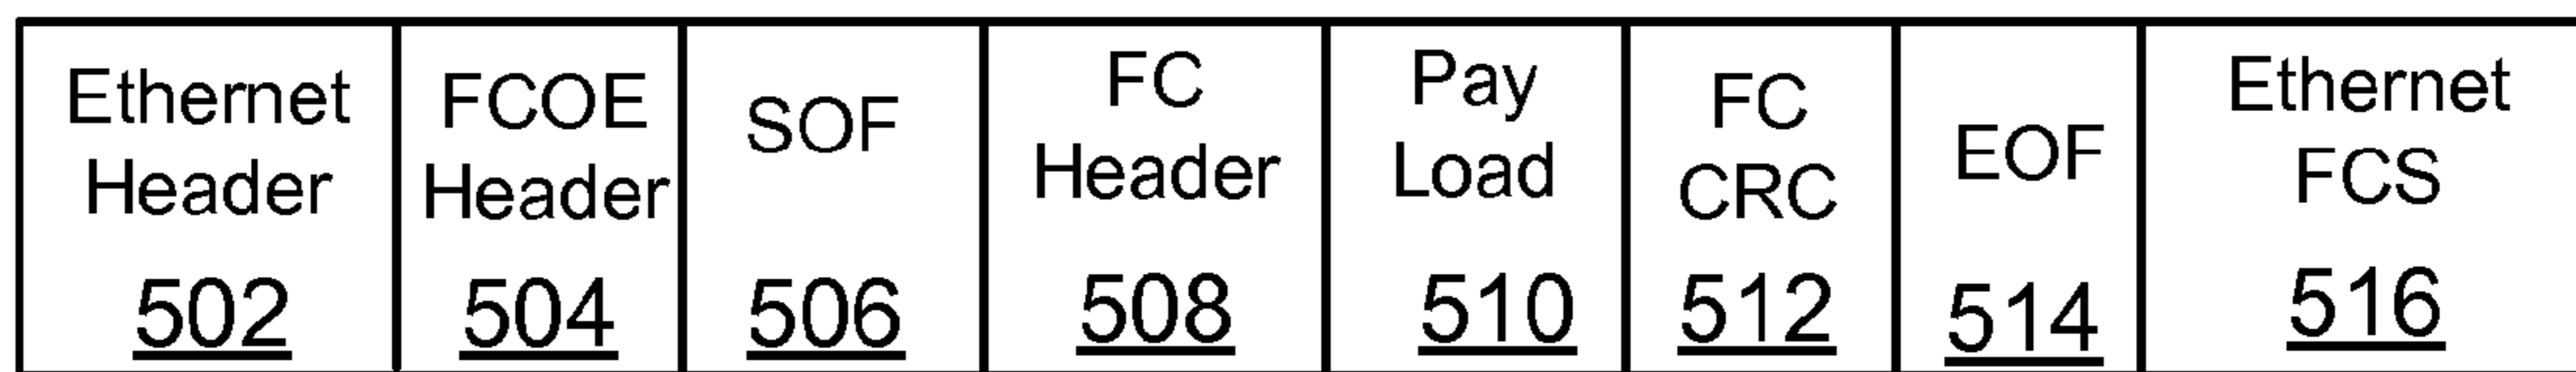 Ethernet
Header
502
FCOE
Header
504
SOF
506
FC
Header
508
Pay
Load
510
FC
CRC
512
EOF
514
Ethernet
FCS
516